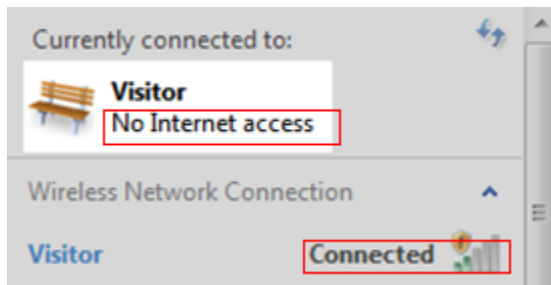 Currently connected to:
Visitor
No Internet access
Wireless Network Connection
Visitor Connected